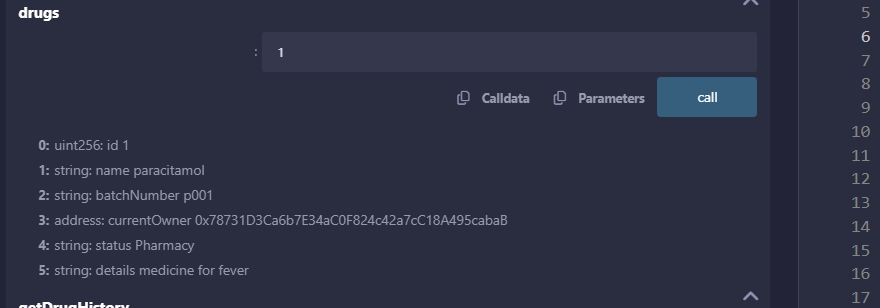 drugs
: 1
Calldata Parameters call
0: uint256: id 1
1: string: name paracitamol
2: string: batchNumber p001
3: address: currentOwner 0x78731D3Ca6b7E34aC0F824c42a7cC18A495cabaB
4: string: status Pharmacy
5: string: details medicine for fever
getDrugHistory
5
6
7
8
9
10
11
12
13
14
15
16
17